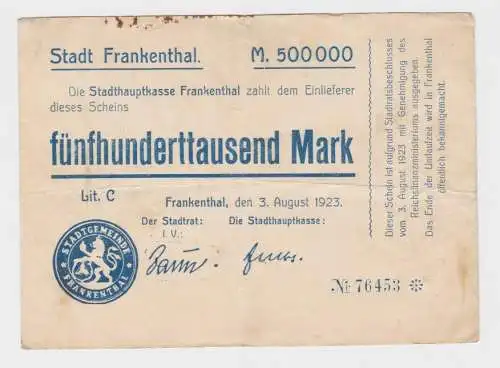 Stadt Frankenthal. M. 500000
Die Stadthauptkasse Frankenthal zahlt dem Einlieferer
dieses Scheins
fünfhunderttausend Mark
Lit. C
Frankenthal, den 3. August 1923.
Der Stadtrat: Die Stadthauptkasse:
I. V.:
STADTGEMEINDE
FRANKENTHAL
№ 76453 ❊
Dieser Schein ist aufgrund Stadtratsbeschlusses
vom 3. August 1923 mit Genehmigung des
Reichsfinanzministeriums ausgegeben.
Das Ende der Umlaufzeit wird in Frankenthal
öffentlich bekanntgemacht.